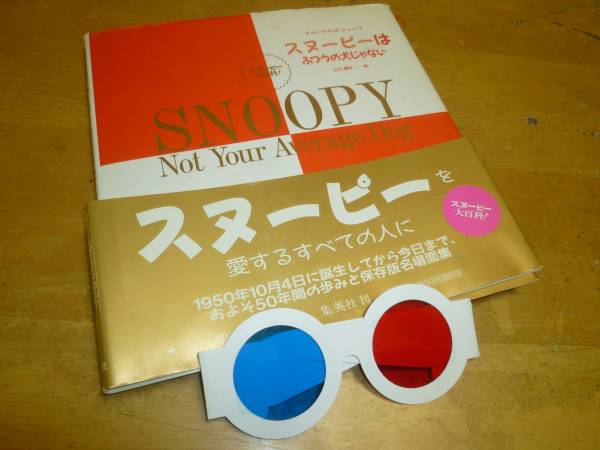 スヌーピーは
ふつうの犬じゃない
SNOOPY
Not Your Average Dog
スヌーピーを
愛するすべての人に
スヌーピー
大百科!
1950年10月4日に誕生してから今日まで、
およそ50年間の歩みと保存版名場面集
集英社刊